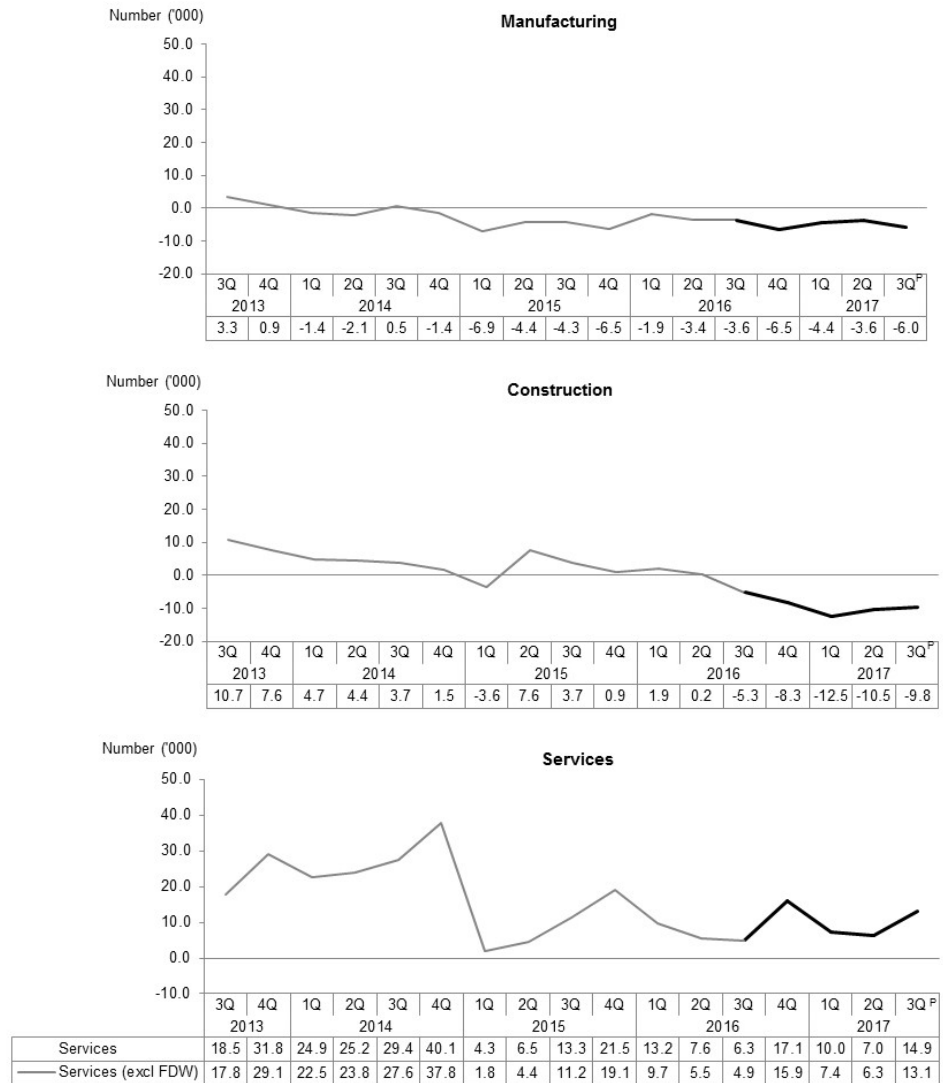 Number ('000)
Manufacturing
50.0
40.0
30.0
20.0
10.0
0.0
-10.0
-20.0
3Q 4Q 1Q 2Q 3Q 4Q 1Q 2Q 3Q 4Q 1Q 2Q 3Q 4Q 1Q 2Q 3QP
2013 2014 2015 2016 2017
3.3 0.9 -1.4 -2.1 0.5 -1.4 -6.9 -4.4 -4.3 -6.5 -1.9 -3.4 -3.6 -6.5 -4.4 -3.6 -6.0
Number ('000)
Construction
50.0
40.0
30.0
20.0
10.0
0.0
-10.0
-20.0
3Q 4Q 1Q 2Q 3Q 4Q 1Q 2Q 3Q 4Q 1Q 2Q 3Q 4Q 1Q 2Q 3QP
2013 2014 2015 2016 2017
10.7 7.6 4.7 4.4 3.7 1.5 -3.6 7.6 3.7 0.9 1.9 0.2 -5.3 -8.3 -12.5 -10.5 -9.8
Number ('000)
Services
50.0
40.0
30.0
20.0
10.0
0.0
-10.0
3Q 4Q 1Q 2Q 3Q 4Q 1Q 2Q 3Q 4Q 1Q 2Q 3Q 4Q 1Q 2Q 3Q P
2013 2014 2015 2016 2017
Services 18.5 31.8 24.9 25.2 29.4 40.1 4.3 6.5 13.3 21.5 13.2 7.6 6.3 17.1 10.0 7.0 14.9
Services (excl FDW) 17.8 29.1 22.5 23.8 27.6 37.8 1.8 4.4 11.2 19.1 9.7 5.5 4.9 15.9 7.4 6.3 13.1